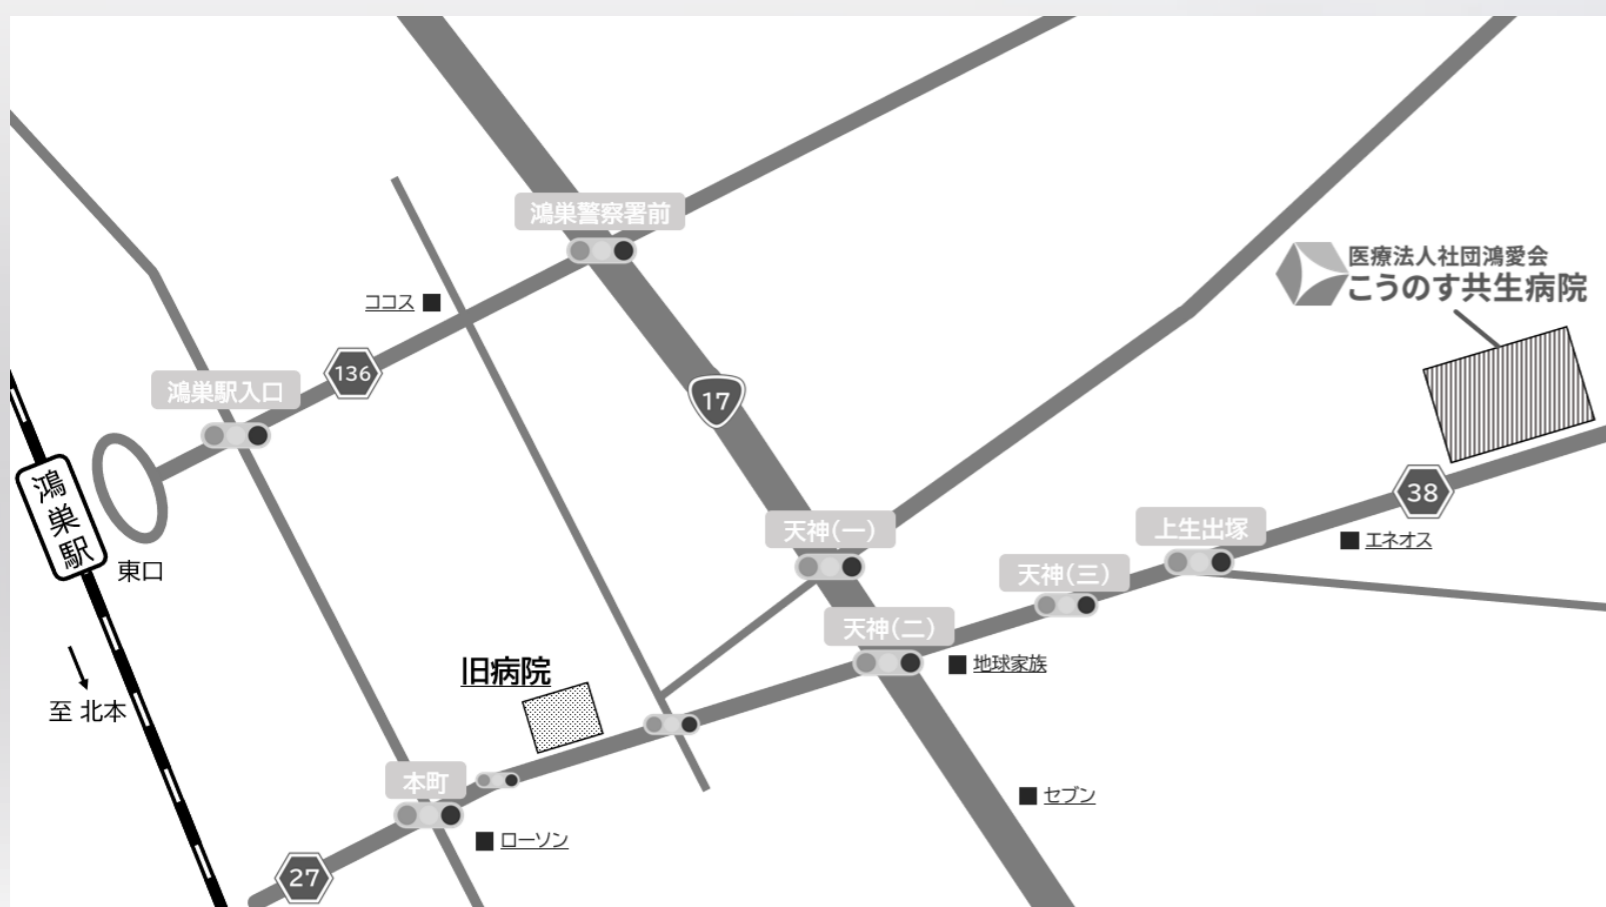 鴻巣警察署前
医療法人社団鴻愛会
こうのす共生病院
ココス
136
鴻巣駅入口
17
鴻巣駅
38
天神(一)
上生出塚
エネオス
東口
天神(三)
天神(二)
地球家族
旧病院
至 北本
本町
セブン
ローソン
27